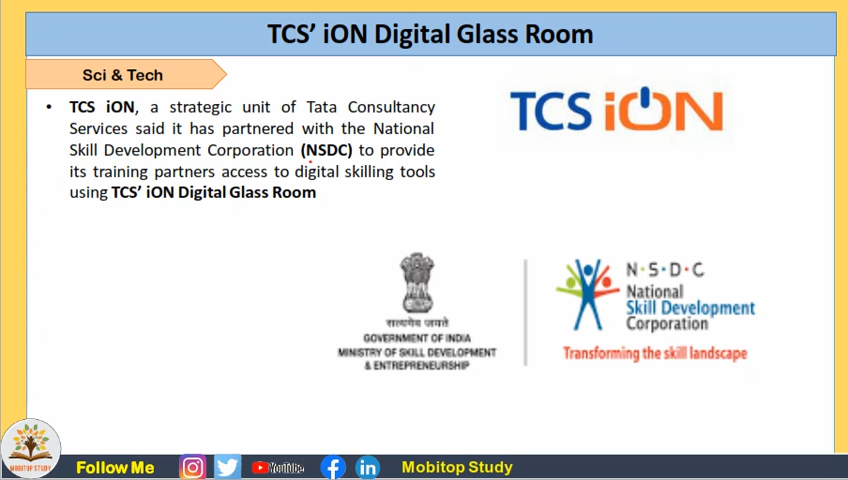 TCS' iON Digital Glass Room
Sci & Tech
• TCS iON, a strategic unit of Tata Consultancy
Services said it has partnered with the National
Skill Development Corporation (NSDC) to provide
its training partners access to digital skilling tools
using TCS' iON Digital Glass Room
TCS iON
सत्यमेव जयते
GOVERNMENT OF INDIA
MINISTRY OF SKILL DEVELOPMENT
& ENTREPRENEURSHIP
N·S·D·C
National
Skill Development
Corporation
Transforming the skill landscape
MOBITOP STUDY
Follow Me
YouTube
Mobitop Study